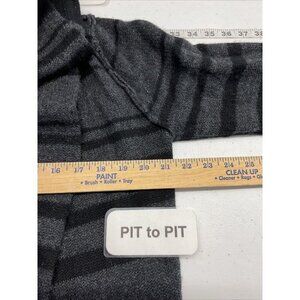 33 34 35 36 37 38
16 17 18 19 20 21 22 23 24 25
PAINT
• Brush • Roller • Tray
CLEAN UP
• Cleaner • Rags •
PIT to PIT